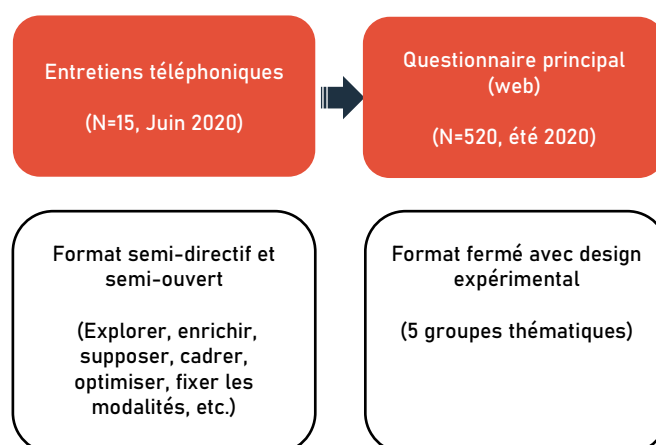 Entretiens téléphoniques
(N=15, Juin 2020)
Questionnaire principal
(web)
(N=520, été 2020)
Format semi-directif et
semi-ouvert
(Explorer, enrichir,
supposer, cadrer,
optimiser, fixer les
modalités, etc.)
Format fermé avec design
expérimental
(5 groupes thématiques)